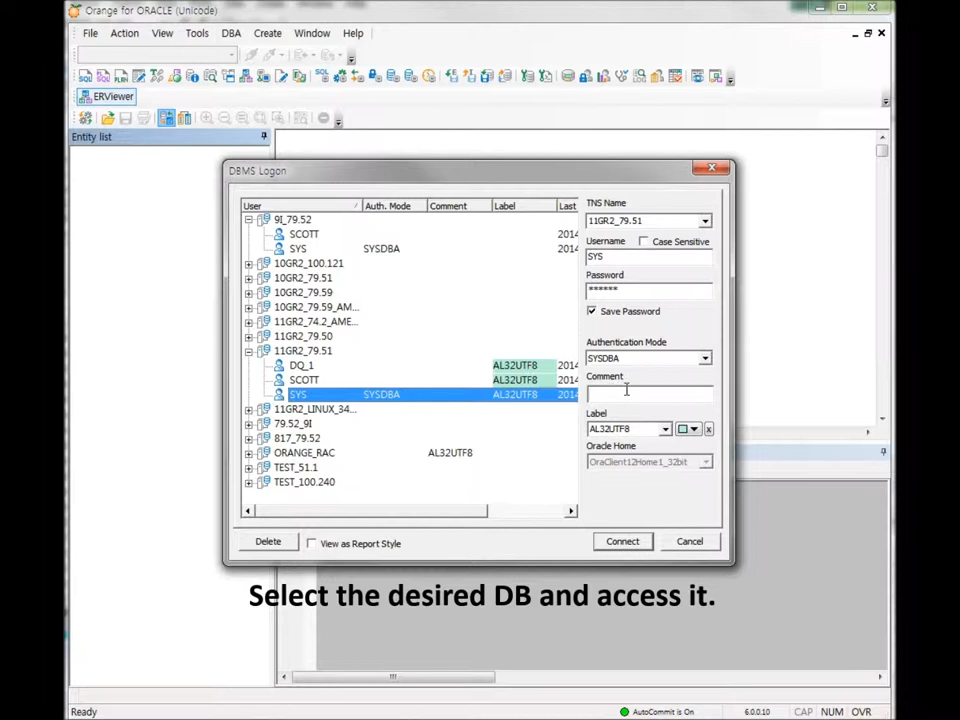 Orange for ORACLE (Unicode)
File Action View Tools DBA Create Window Help
ERViewer
Entity list
DBMS Logon
User Auth. Mode Comment Label Last
9I_79.52
SCOTT 2014
SYS SYSDBA 2014
10GR2_100.121
10GR2_79.51
10GR2_79.59
10GR2_79.59_AM...
11GR2_74.2_AME...
11GR2_79.50
11GR2_79.51
DQ_1 AL32UTF8 2014
SCOTT AL32UTF8 2014
SYS SYSDBA AL32UTF8 2014
11GR2_LINUX_34...
79.52_9I
817_79.52
ORANGE_RAC AL32UTF8
TEST_51.1
TEST_100.240
TNS Name
11GR2_79.51
Username Case Sensitive
SYS
Password
******
Save Password
Authentication Mode
SYSDBA
Comment
Label
AL32UTF8 x
Oracle Home
OraClient12Home1_32bit
Delete View as Report Style Connect Cancel
Select the desired DB and access it.
Ready AutoCommit is On 6.0.0.10 CAP NUM OVR